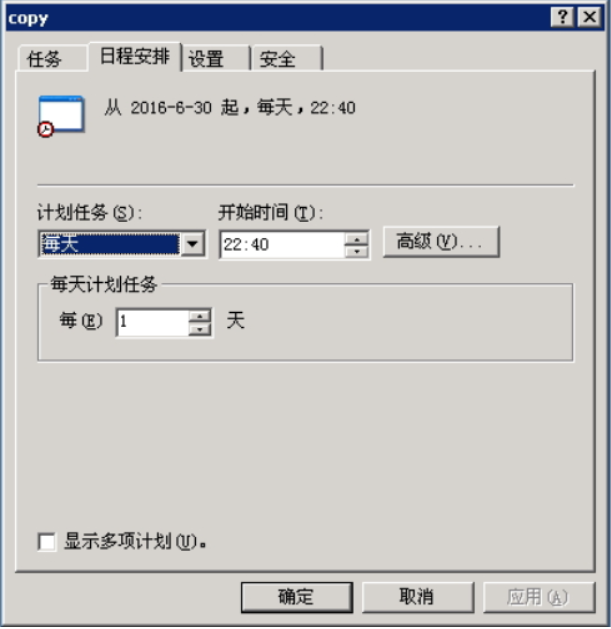 copy
任务 日程安排 设置 安全
从 2016-6-30 起，每天，22:40
计划任务(S): 开始时间(T):
每天 22:40 高级(V)...
每天计划任务
每(E) 1 天
显示多项计划(U)。
确定 取消 应用(A)